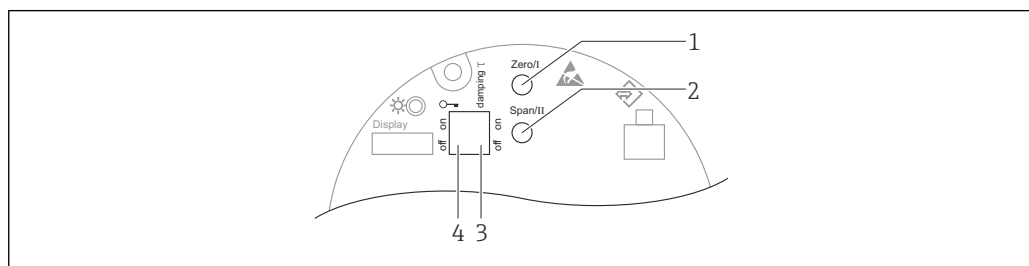 1
Zero/I
damping τ
2
Span/II
Display
on
off
on
off
4 3